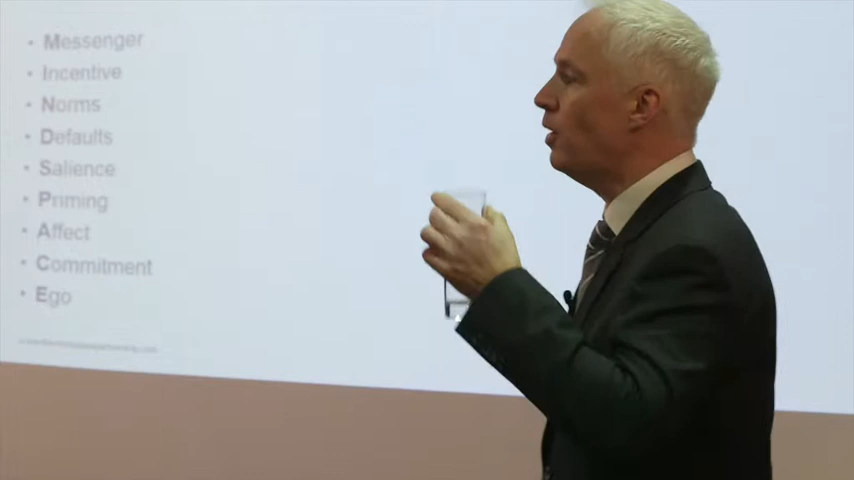 • Messenger
• Incentive
• Norms
• Defaults
• Salience
• Priming
• Affect
• Commitment
• Ego